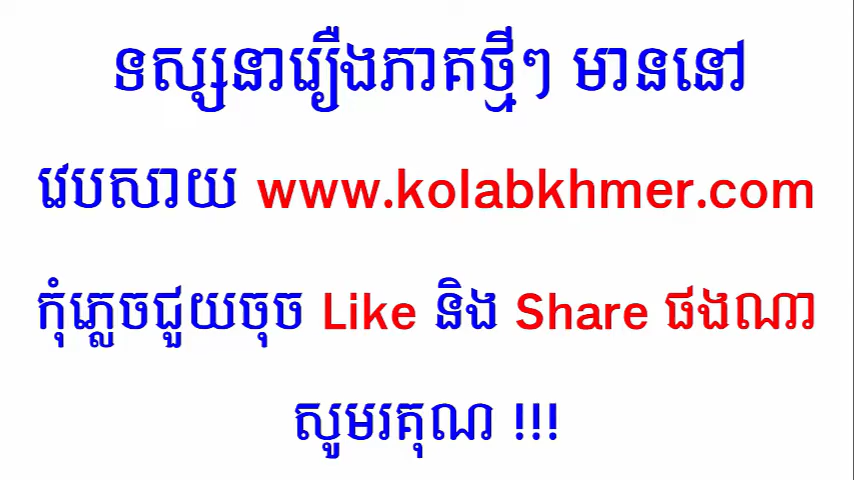 ទស្សនារឿងភាគថ្មីៗ មាននៅ
វេបសាយ www.kolabkhmer.com
កុំភ្លេចជួយចុច Like និង Share ផងណា
សូមរគុណ !!!